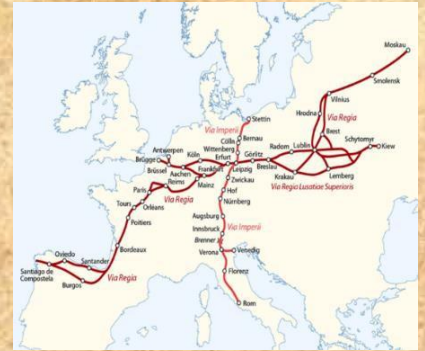 Moskau
Smolensk
Vilnius
Stettin
Hrodna
Via Regia
Via Imperii
Bernau
Brest
Cölln
Schytomyr
Antwerpen
Wittenberg
Lublin
Kiew
Brügge
Köln
Erfurt
Görlitz
Radom
Brüssel
Aachen
Frankfurt
Leipzig
Breslau
Lemberg
Reims
Mainz
Zwickau
Krakau
Paris
Hof
Via Regia Lusatiae Superioris
Tours
Orléans
Via Regia
Nürnberg
Poitiers
Augsburg
Innsbruck
Via Imperii
Brenner
Bordeaux
Verona
Venedig
Oviedo
Santander
Florenz
Santiago de
Compostela
Via Regia
Burgos
Rom